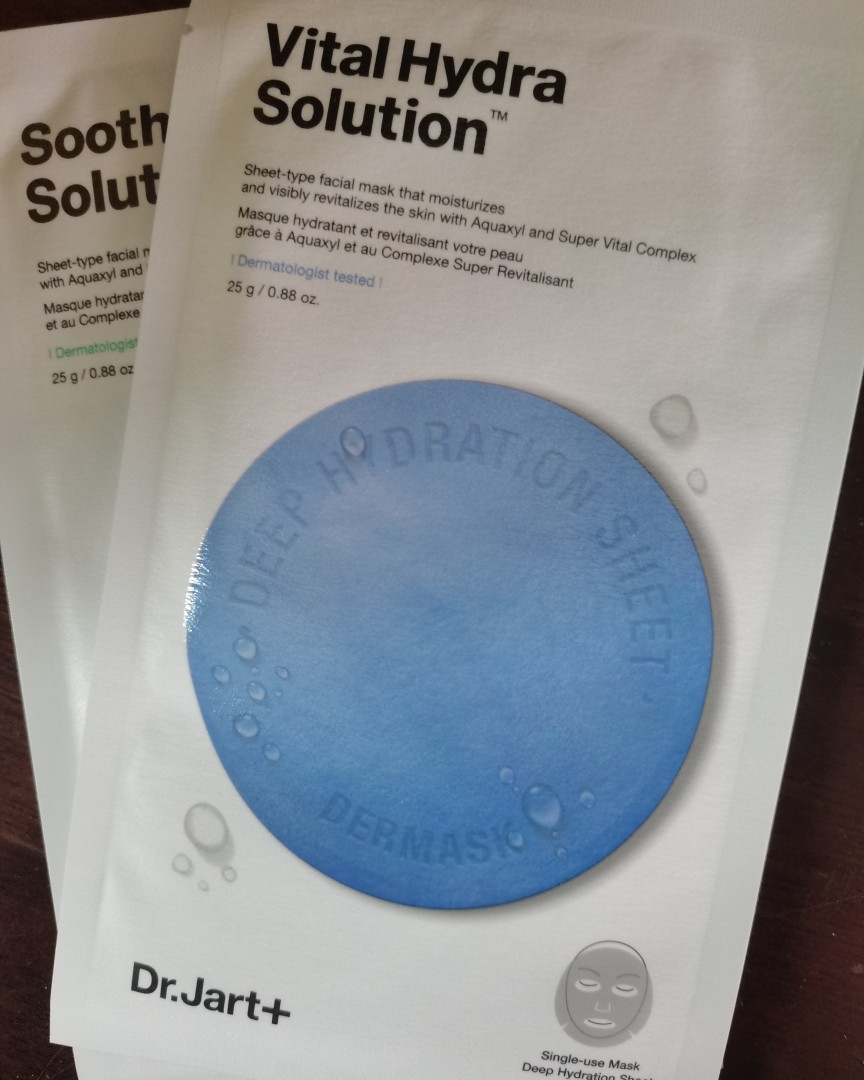 Vital Hydra
Solution™
Sheet-type facial mask that moisturizes
and visibly revitalizes the skin with Aquaxyl and Super Vital Complex
Masque hydratant et revitalisant votre peau
grâce à Aquaxyl et au Complexe Super Revitalisant
| Dermatologist tested |
25 g / 0.88 oz.
DEEP HYDRATION SHEET
DERMASK
Dr.Jart+
Single-use Mask
Deep Hydration
Sooth
Solut
Sheet-type facial
with Aquaxyl and
Masque hydratan
et au Complexe
| Dermatologist
25 g / 0.88 oz